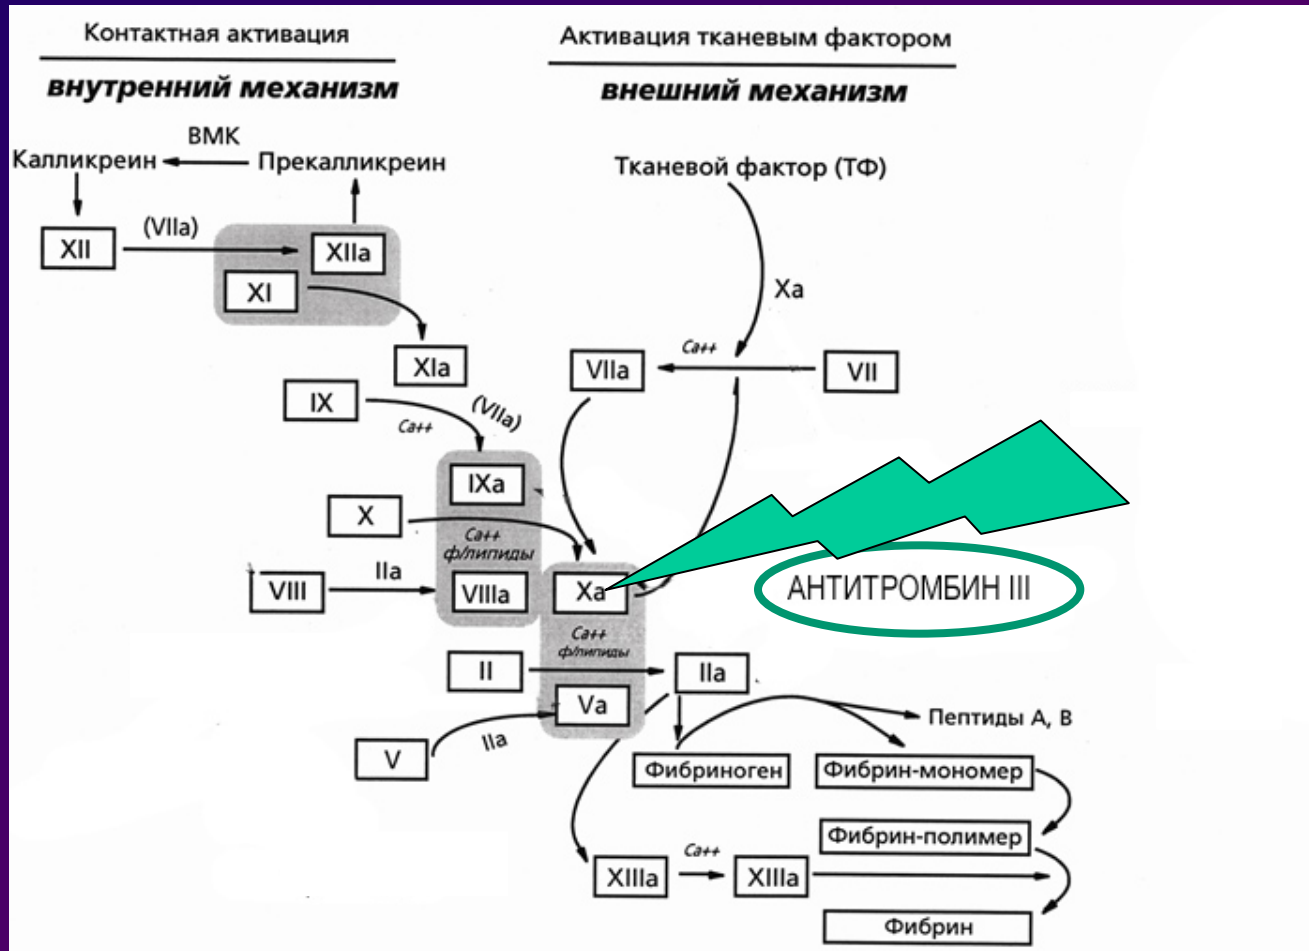 Контактная активация
внутренний механизм
Активация тканевым фактором
внешний механизм
ВМК
Калликреин
Прекалликреин
Тканевой фактор (ТФ)
XII
(VIIa)
XIIa
XI
Xa
XIa
VIIa
Ca++
VII
IX
Ca++
(VIIa)
IXa
X
Ca++
ф/липиды
VIII
IIa
VIIIa
Xa
АНТИТРОМБИН III
Ca++
ф/липиды
II
IIa
Va
V
IIa
Пептиды А, В
Фибриноген
Фибрин-мономер
Фибрин-полимер
XIIIa
Ca++
XIIIa
Фибрин